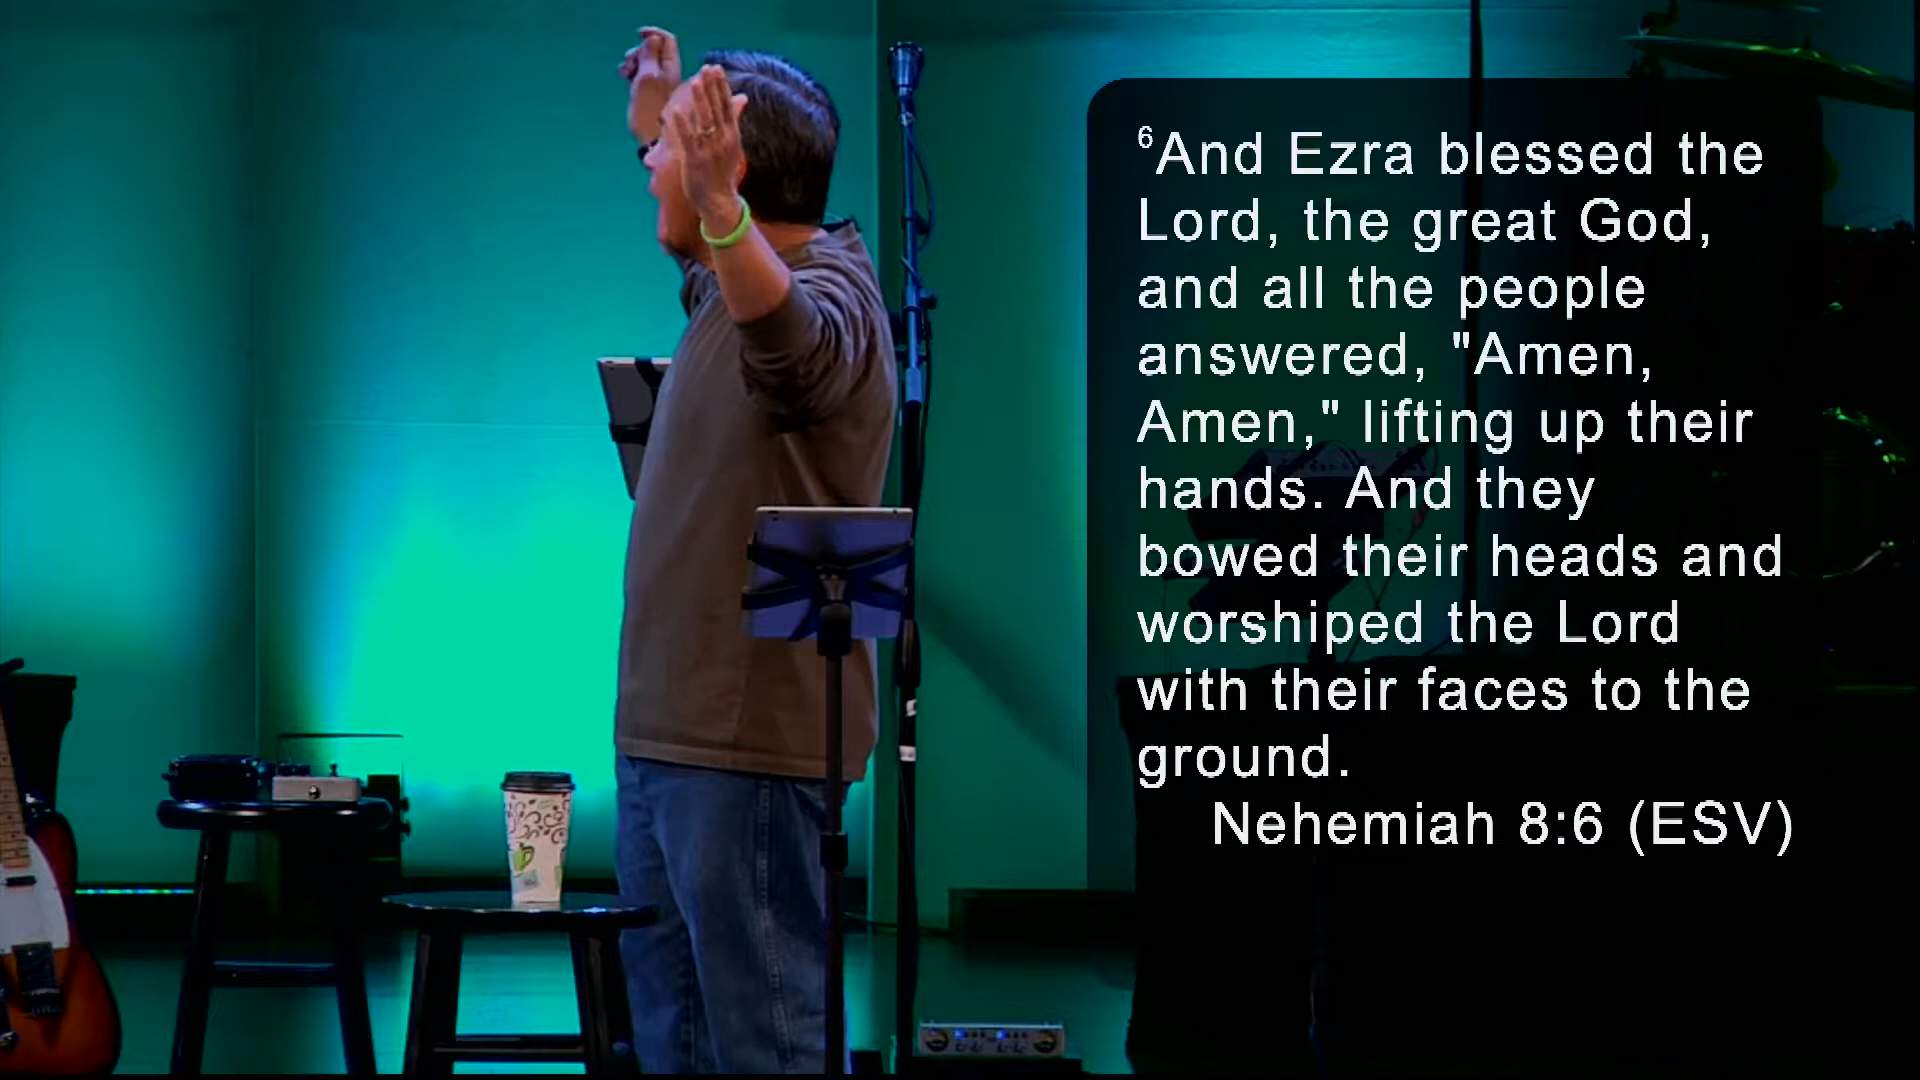 ⁶And Ezra blessed the
Lord, the great God,
and all the people
answered, "Amen,
Amen," lifting up their
hands. And they
bowed their heads and
worshiped the Lord
with their faces to the
ground.
Nehemiah 8:6 (ESV)